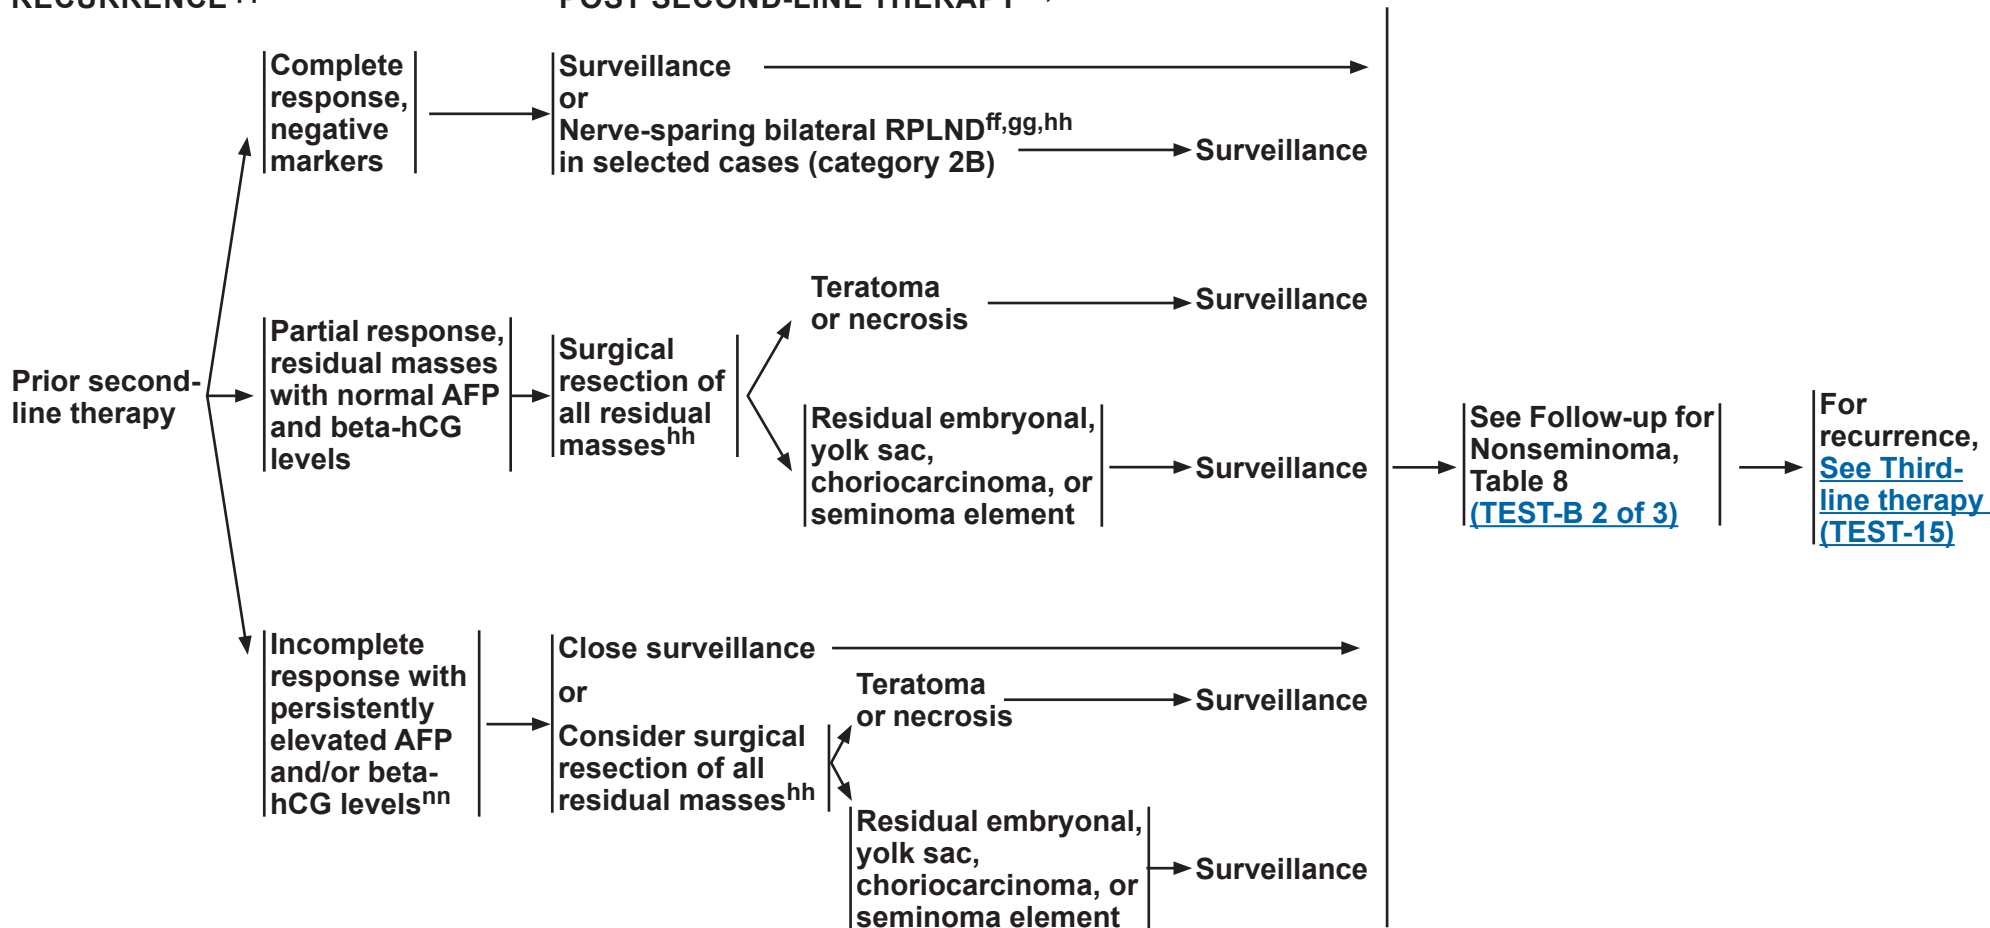 RECURRENCE
POST SECOND-LINE THERAPY
Complete
response,
negative
markers
Surveillance
or
Nerve-sparing bilateral RPLNDff,gg,hh
in selected cases (category 2B)
Surveillance
Prior second-
line therapy
Partial response,
residual masses
with normal AFP
and beta-hCG
levels
Surgical
resection of
all residual
masseshh
Teratoma
or necrosis
Surveillance
Residual embryonal,
yolk sac,
choriocarcinoma, or
seminoma element
Surveillance
Incomplete
response with
persistently
elevated AFP
and/or beta-
hCG levelsnn
Close surveillance
or
Consider surgical
resection of all
residual masseshh
Teratoma
or necrosis
Surveillance
Residual embryonal,
yolk sac,
choriocarcinoma, or
seminoma element
Surveillance
See Follow-up for
Nonseminoma,
Table 8
(TEST-B 2 of 3)
For
recurrence,
See Third-
line therapy
(TEST-15)